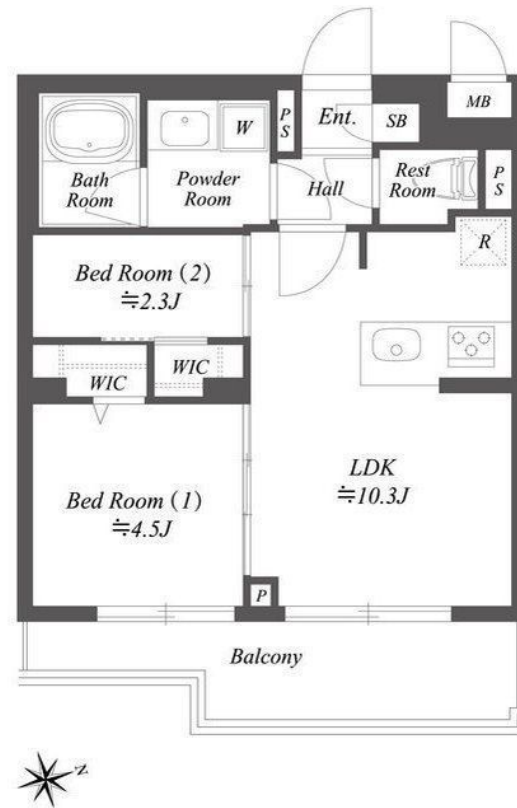 MB
P
S
Ent.
SB
W
Bath
Room
Powder
Room
Hall
Rest
Room
P
S
R
Bed Room (2)
≒2.3J
WIC
WIC
LDK
≒10.3J
Bed Room (1)
≒4.5J
P
Balcony
N